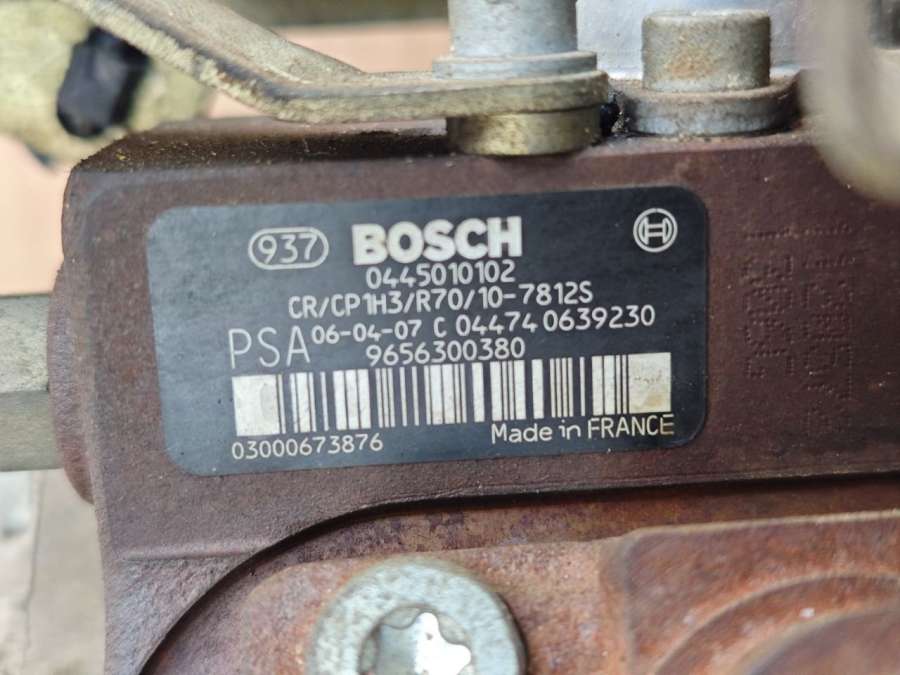 937 BOSCH
0445010102
CR/CP1H3/R70/10-7812S
PSA 06-04-07 C 04474 0639230
9656300380
03000673876 Made in FRANCE